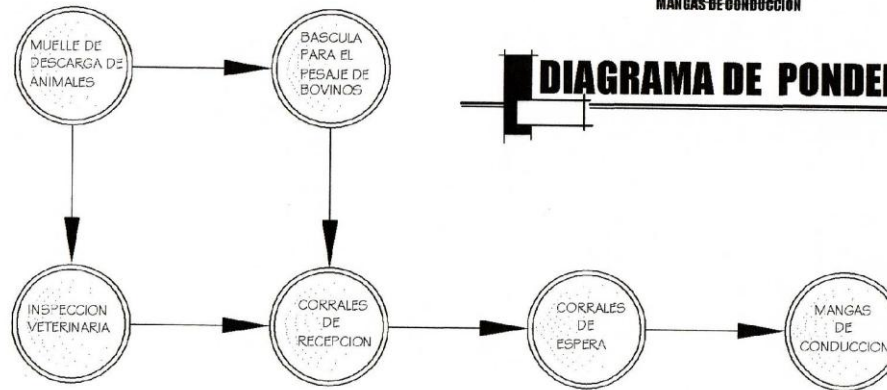 MANGAS DE CONDUCCION
DIAGRAMA DE PONDE
MUELLE DE
DESCARGA DE
ANIMALES
BASCULA
PARA EL
PESAJE DE
BOVINOS
INSPECCION
VETERINARIA
CORRALES
DE
RECEPCION
CORRALES
DE
ESPERA
MANGAS
DE
CONDUCCION